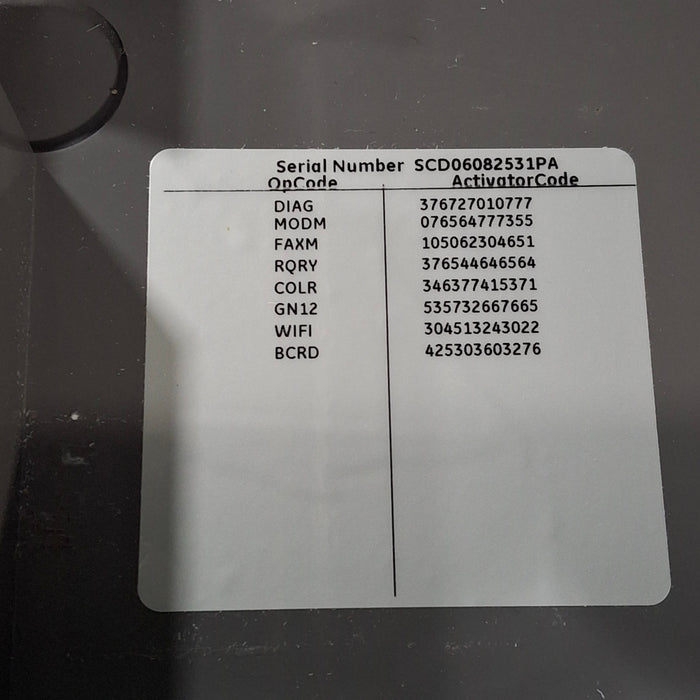 Serial Number SCD06082531PA
OpCode ActivatorCode
DIAG 376727010777
MODM 076564777355
FAXM 105062304651
RQRY 376544646564
COLR 346377415371
GN12 535732667665
WIFI 304513243022
BCRD 425303603276